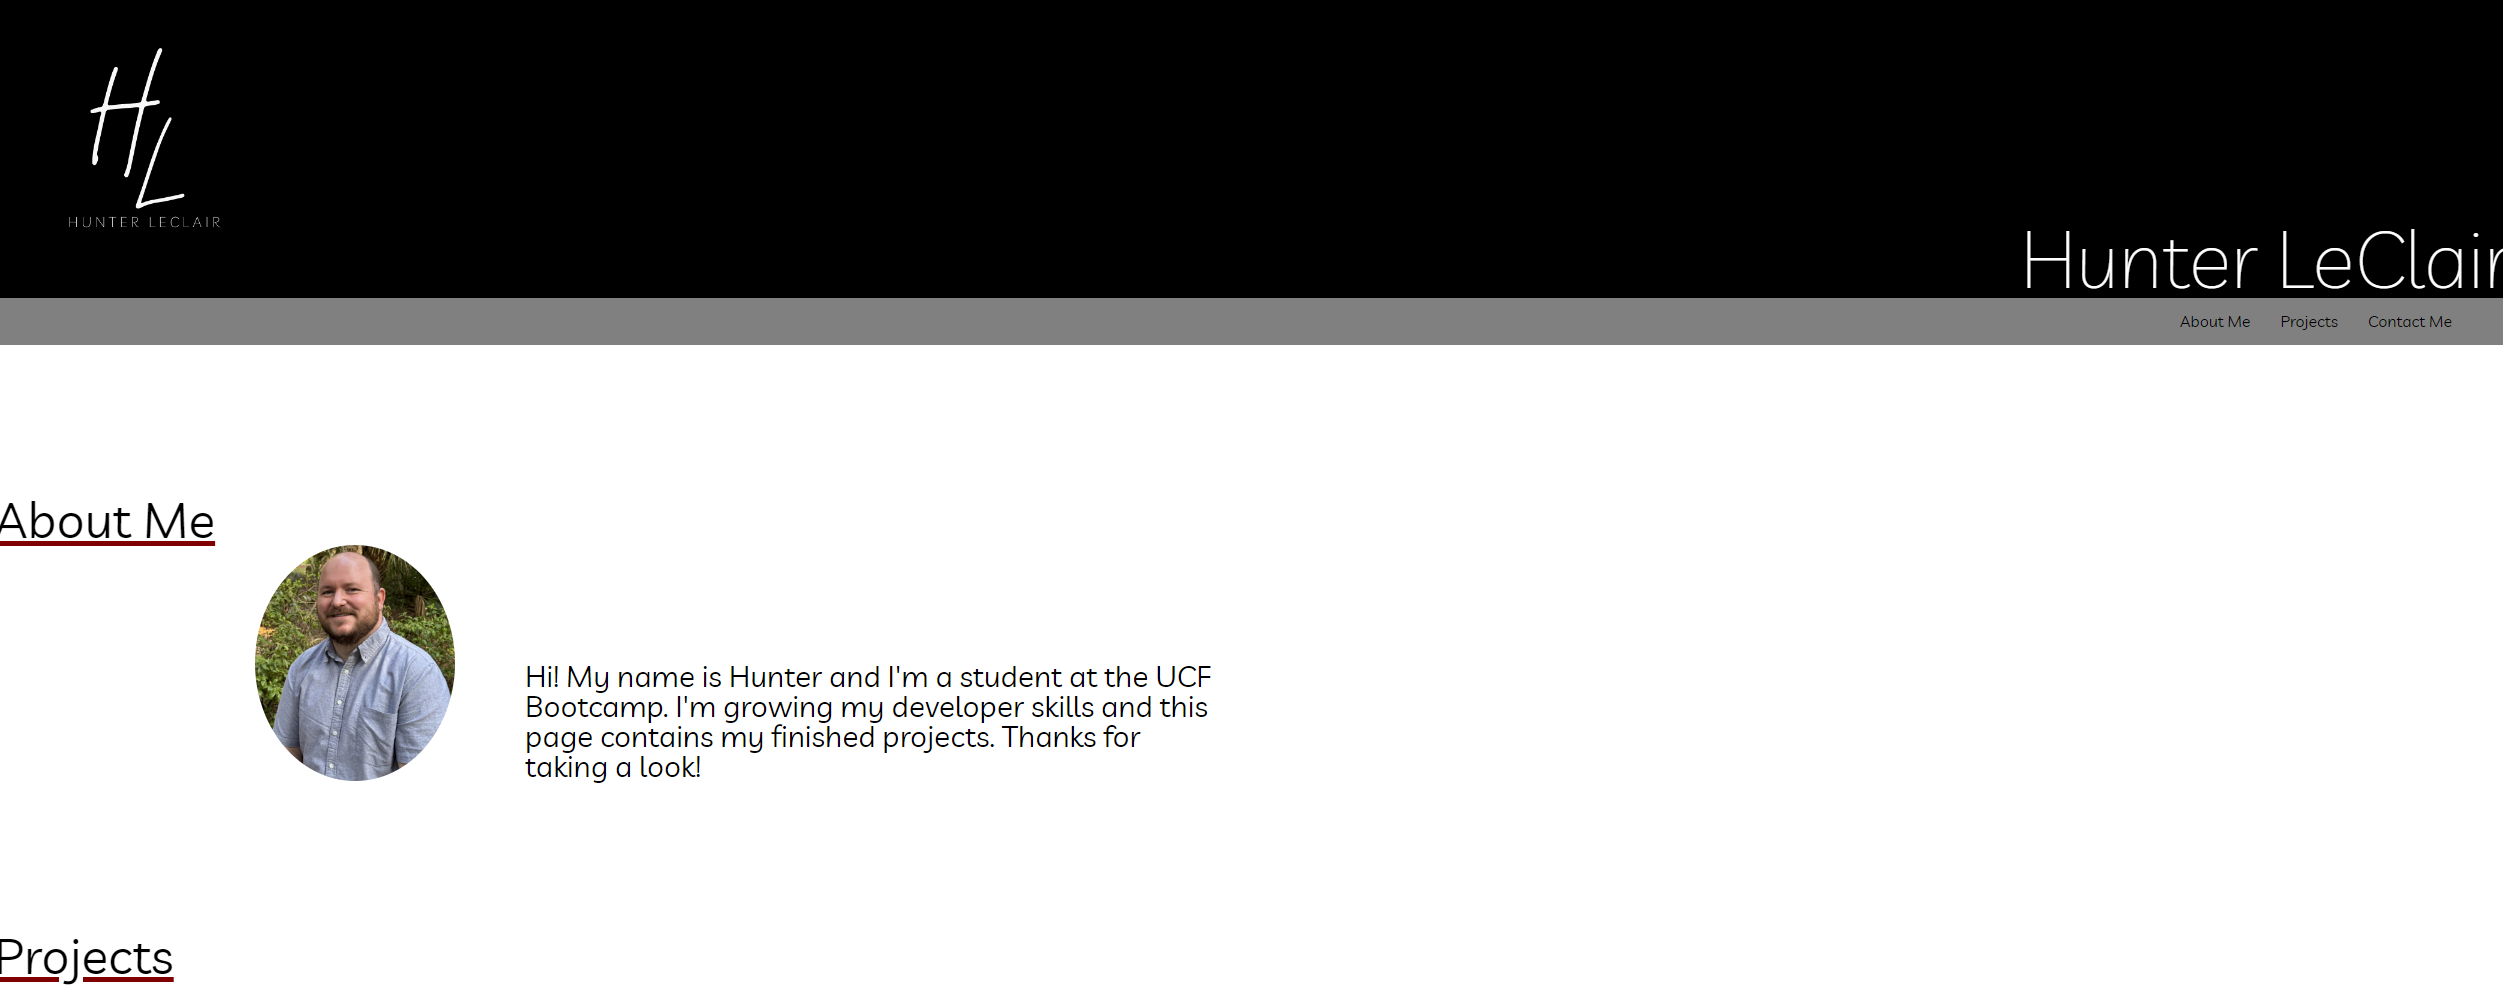 HL
HUNTER LECLAIR
Hunter LeClair
About Me Projects Contact Me
About Me
Hi! My name is Hunter and I'm a student at the UCF
Bootcamp. I'm growing my developer skills and this
page contains my finished projects. Thanks for
taking a look!
Projects